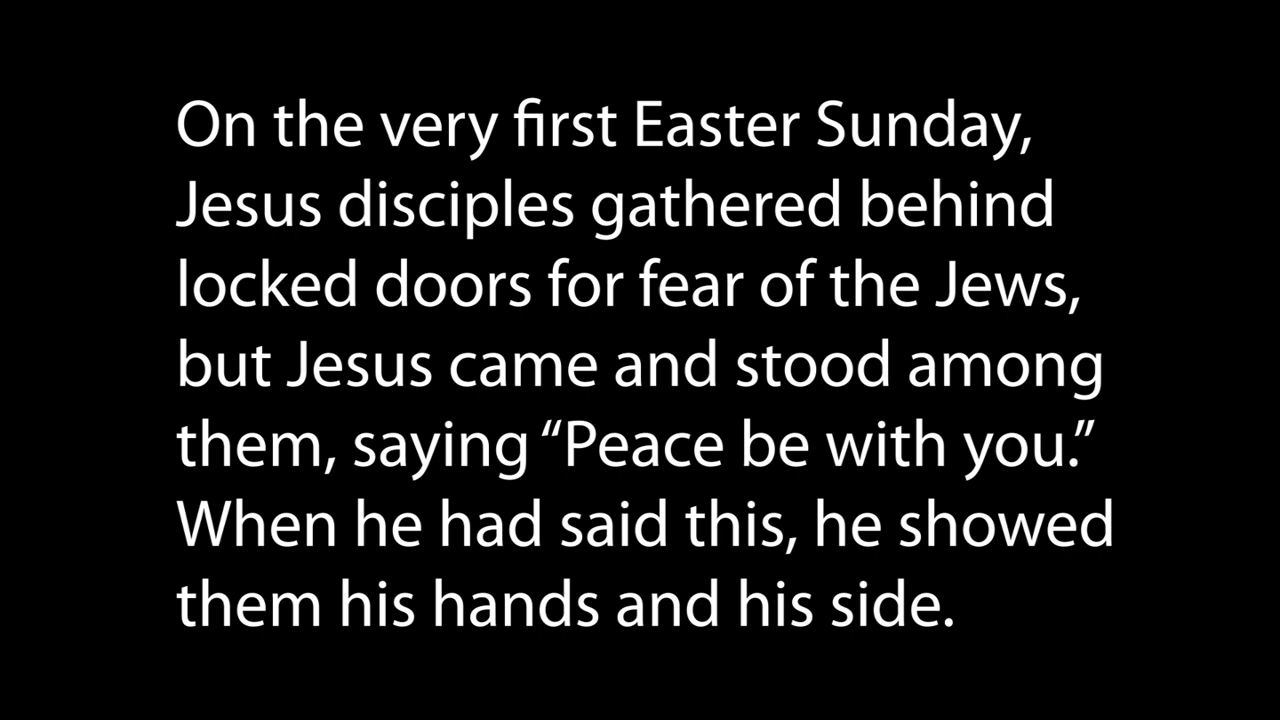 On the very first Easter Sunday,
Jesus disciples gathered behind
locked doors for fear of the Jews,
but Jesus came and stood among
them, saying “Peace be with you.”
When he had said this, he showed
them his hands and his side.